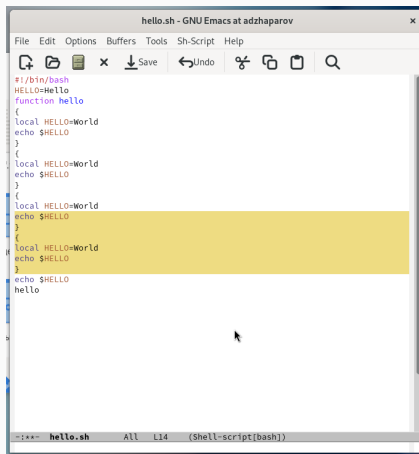 hello.sh - GNU Emacs at adzhaparov
File Edit Options Buffers Tools Sh-Script Help
Save Undo
#!/bin/bash
HELLO=Hello
function hello
{
local HELLO=World
echo $HELLO
}
{
local HELLO=World
echo $HELLO
}
{
local HELLO=World
echo $HELLO
}
{
local HELLO=World
echo $HELLO
}
echo $HELLO
hello
-:**- hello.sh All L14 (Shell-script[bash])